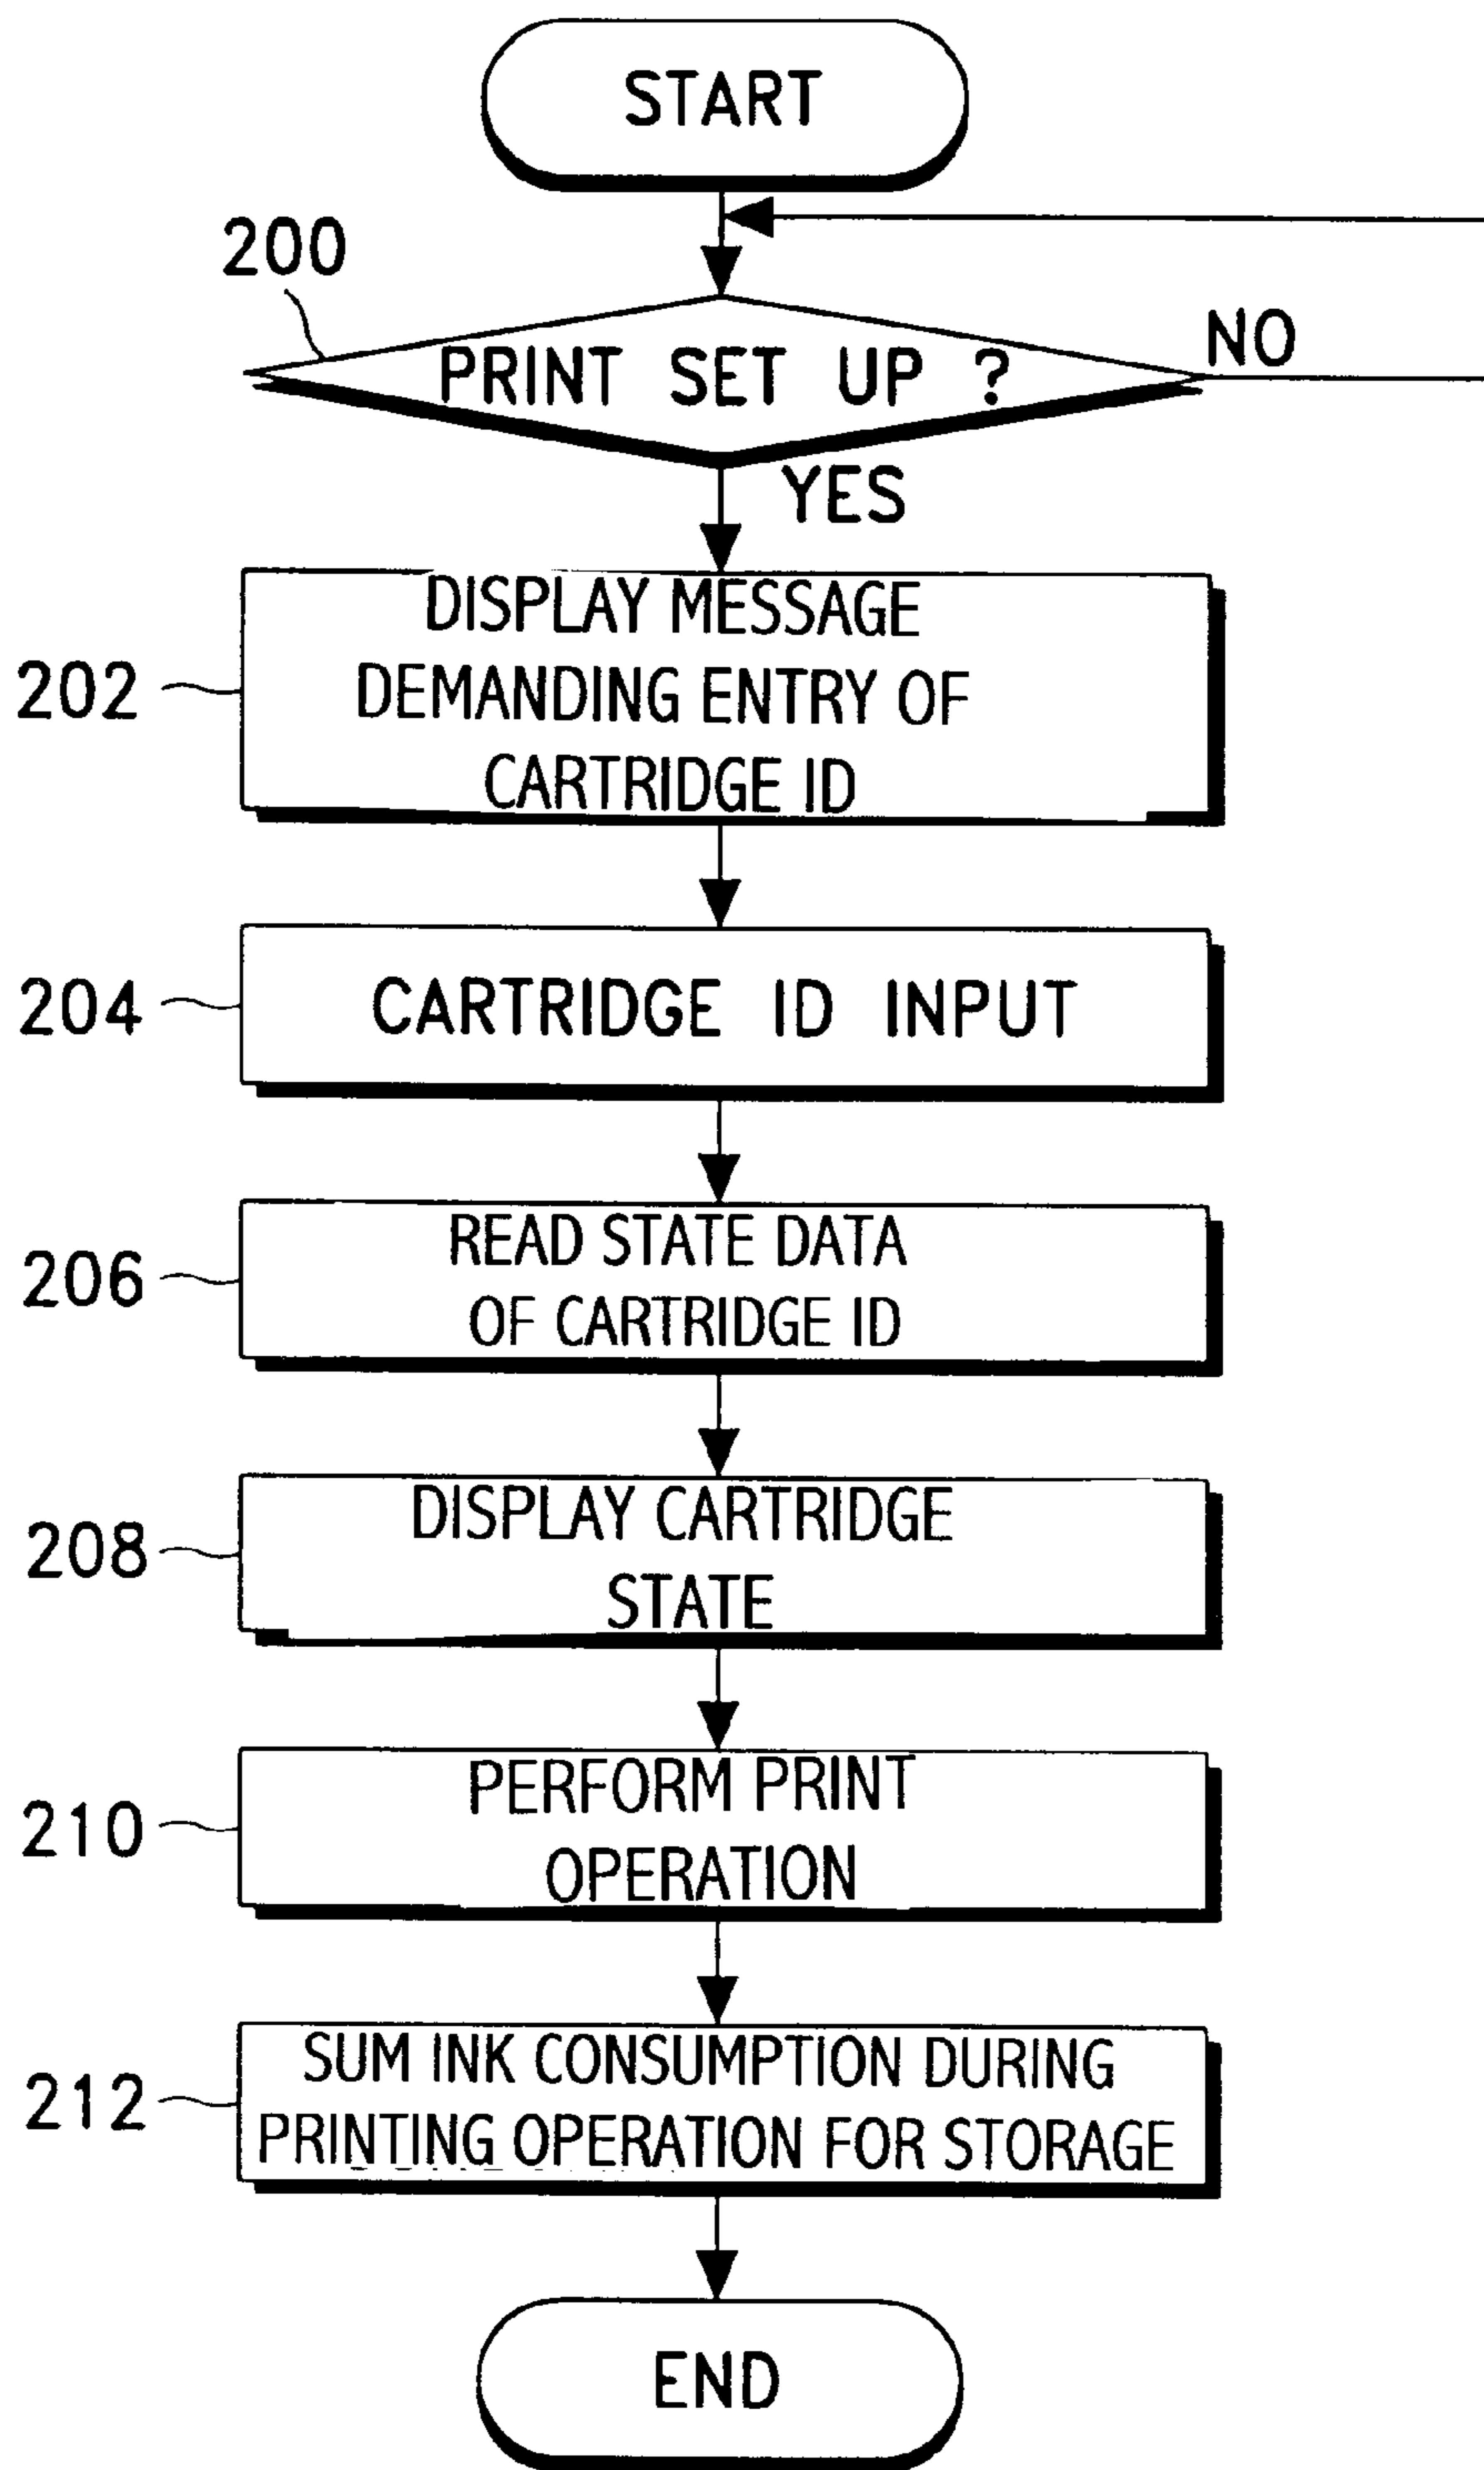 START
200
PRINT SET UP ?
NO
YES
DISPLAY MESSAGE
202
DEMANDING ENTRY OF
CARTRIDGE ID
204
CARTRIDGE ID INPUT
READ STATE DATA
206
OF CARTRIDGE ID
DISPLAY CARTRIDGE
208
STATE
PERFORM PRINT
210
OPERATION
SUM INK CONSUMPTION DURING
212
PRINTING OPERATION FOR STORAGE
END